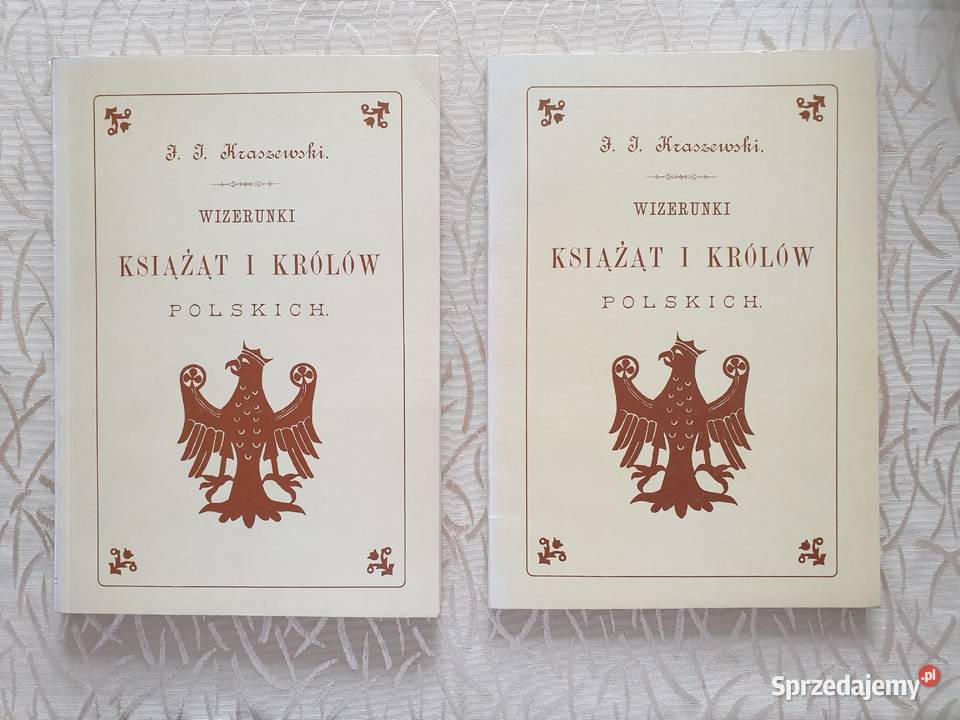 J. I. Kraszewski.
WIZERUNKI
KSIĄŻĄT I KRÓLÓW
POLSKICH.
J. I. Kraszewski.
WIZERUNKI
KSIĄŻĄT I KRÓLÓW
POLSKICH.
Sprzedajemy.pl